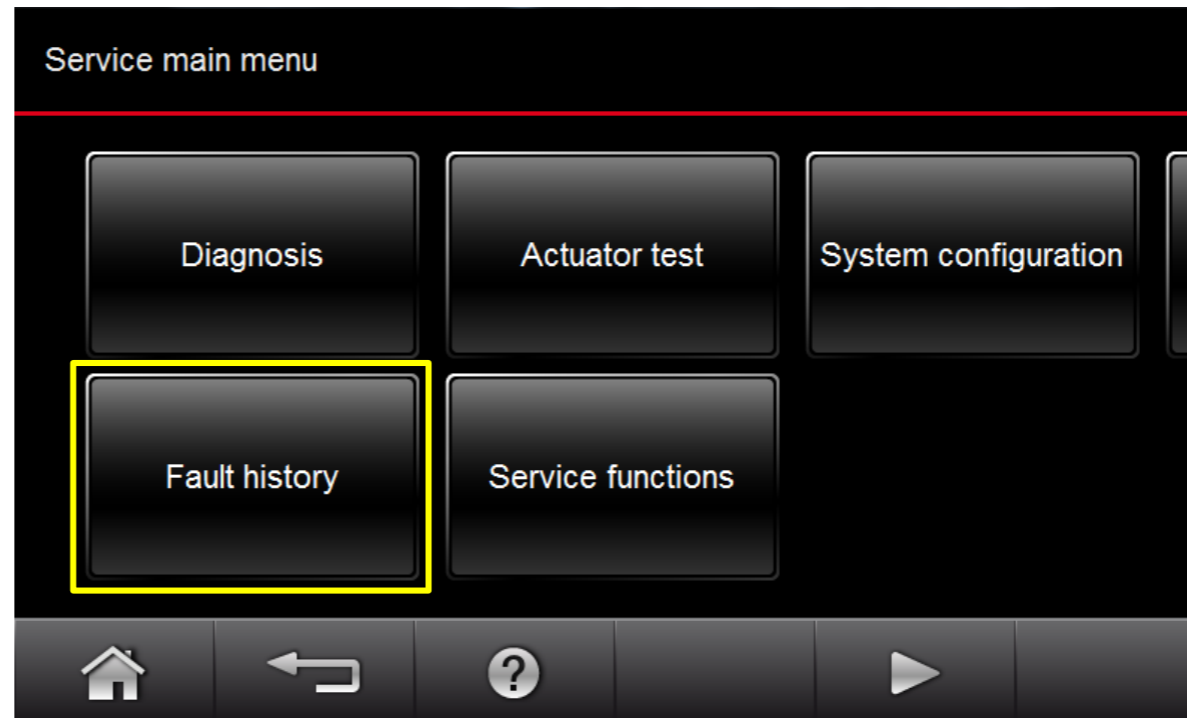 Service main menu
Diagnosis
Actuator test
System configuration
Fault history
Service functions
?